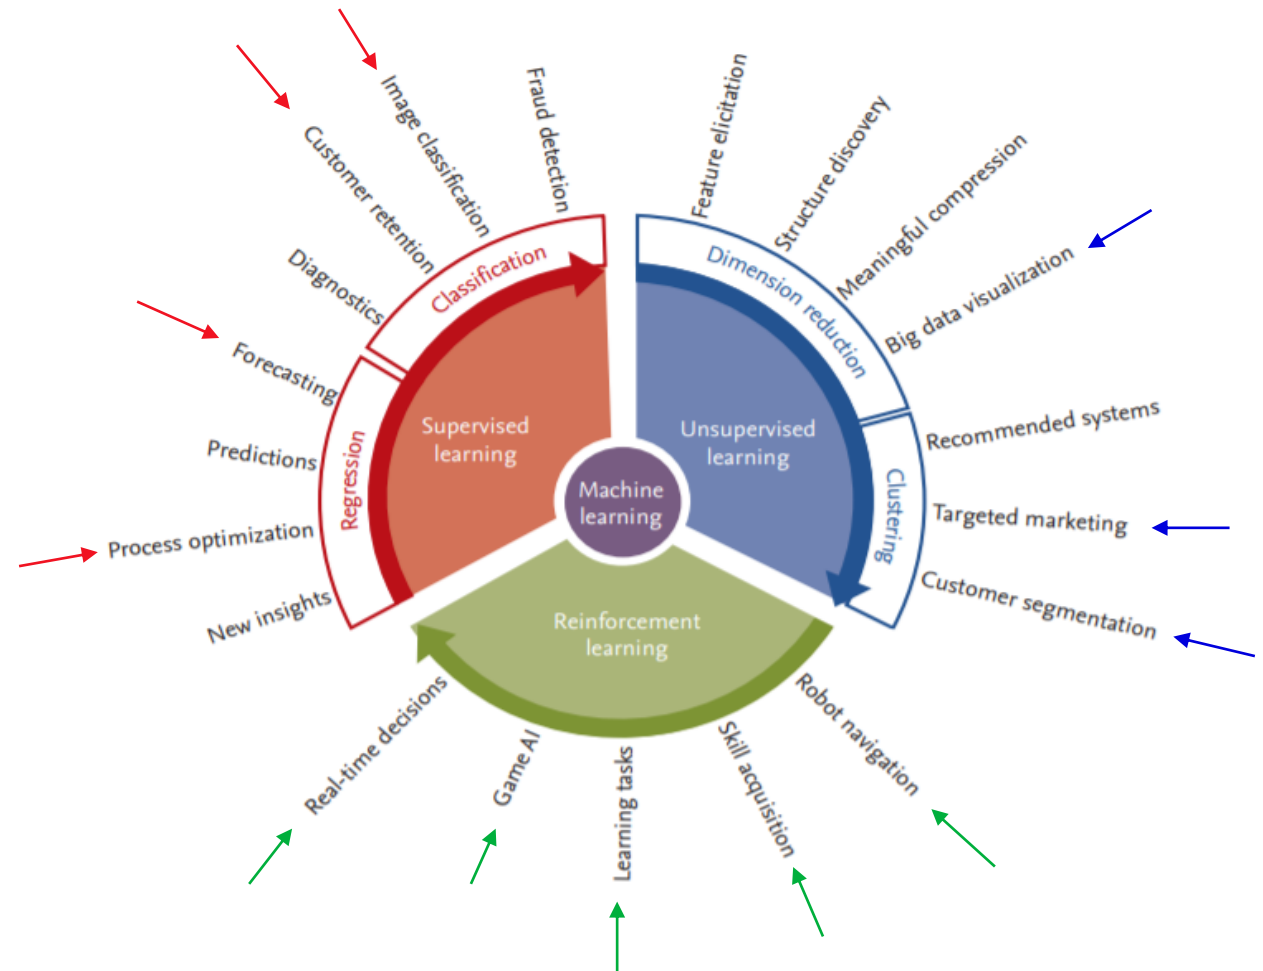 Image classification
Customer retention
Diagnostics
Fraud detection
Classification
Forecasting
Predictions
Process optimization
New insights
Regression
Supervised
learning
Feature elicitation
Structure discovery
Meaningful compression
Big data visualization
Dimension reduction
Recommended systems
Targeted marketing
Customer segmentation
Clustering
Unsupervised
learning
Machine
learning
Reinforcement
learning
Real-time decisions
Game AI
Learning tasks
Skill acquisition
Robot navigation